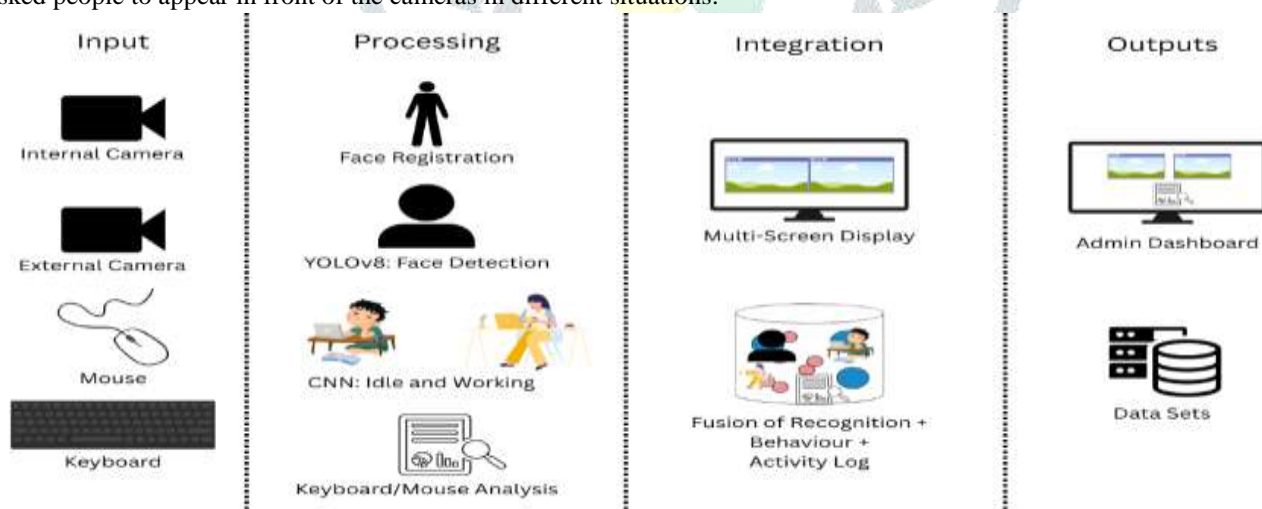 asked people to appear in front of the cameras in different situations.
Input
Internal Camera
External Camera
Mouse
Keyboard
Processing
Face Registration
YOLOv8: Face Detection
CNN: Idle and Working
Keyboard/Mouse Analysis
Integration
Multi-Screen Display
Fusion of Recognition +
Behaviour +
Activity Log
Outputs
Admin Dashboard
Data Sets